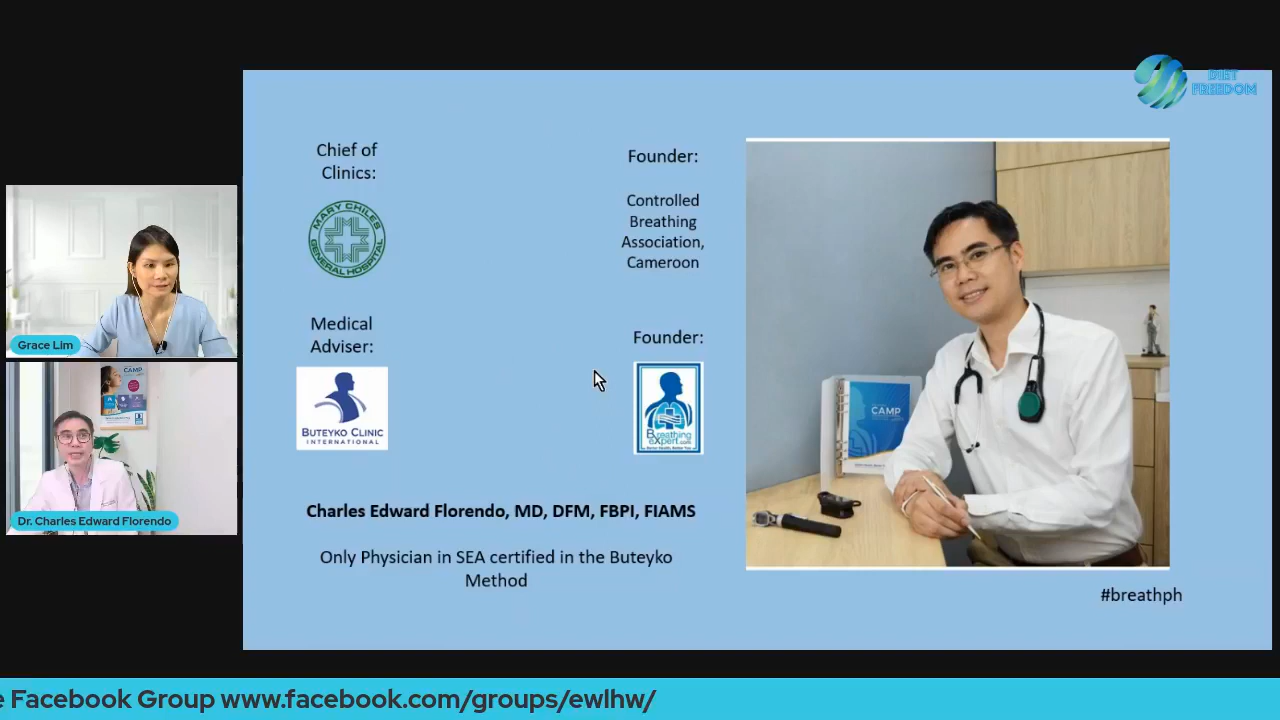 DIET
FREEDOM
Chief of
Clinics:
MARY CHILES
GENERAL HOSPITAL
Founder:
Controlled
Breathing
Association,
Cameroon
Medical
Adviser:
BUTEYKO CLINIC
INTERNATIONAL
Founder:
Breathing
eXpert.com
Charles Edward Florendo, MD, DFM, FBPI, FIAMS
Only Physician in SEA certified in the Buteyko
Method
CAMP
#breathph
Grace Lim
CAMP
Dr. Charles Edward Florendo
e Facebook Group www.facebook.com/groups/ewlhw/